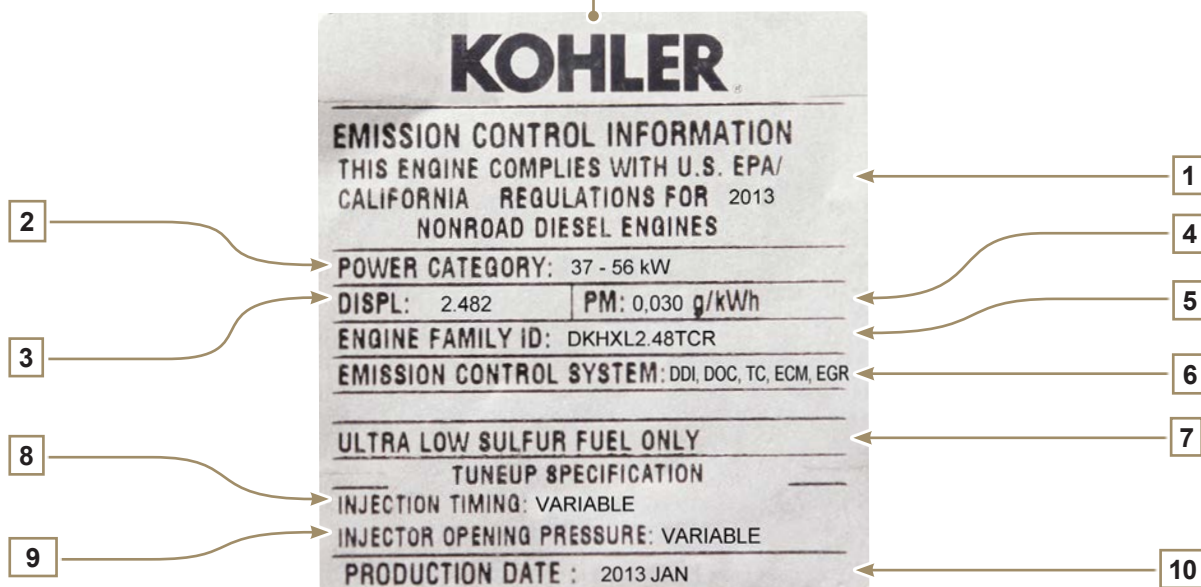 KOHLER
EMISSION CONTROL INFORMATION
THIS ENGINE COMPLIES WITH U.S. EPA/
CALIFORNIA REGULATIONS FOR 2013
NONROAD DIESEL ENGINES
1
2
POWER CATEGORY: 37 - 56 kW
4
DISPL: 2.482 PM: 0,030 g/kWh
5
3
ENGINE FAMILY ID: DKHXL2.48TCR
EMISSION CONTROL SYSTEM: DDI, DOC, TC, ECM, EGR
6
ULTRA LOW SULFUR FUEL ONLY
7
8
TUNEUP SPECIFICATION
INJECTION TIMING: VARIABLE
9
INJECTOR OPENING PRESSURE: VARIABLE
PRODUCTION DATE : 2013 JAN
10